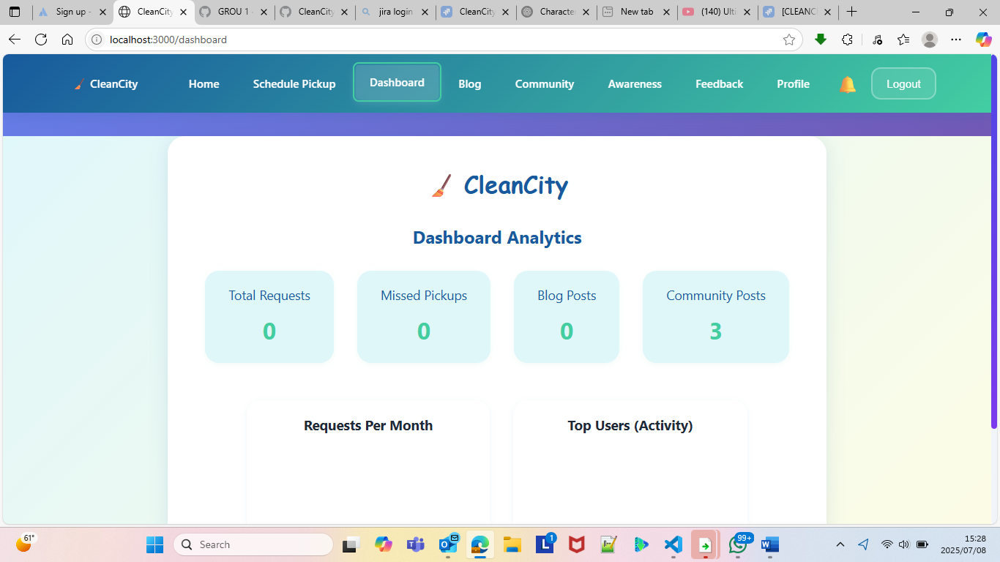 Sign up -
CleanCity
GROU 1
CleanCity
jira login
CleanCity
Character
New tab
(140) Ulti
[CLEANC
localhost:3000/dashboard
CleanCity
Home
Schedule Pickup
Dashboard
Blog
Community
Awareness
Feedback
Profile
Logout
CleanCity
Dashboard Analytics
Total Requests
Missed Pickups
Blog Posts
Community Posts
0
0
0
3
Requests Per Month
Top Users (Activity)
61°
Search
L
1
99+
W
15:28
2025/07/08